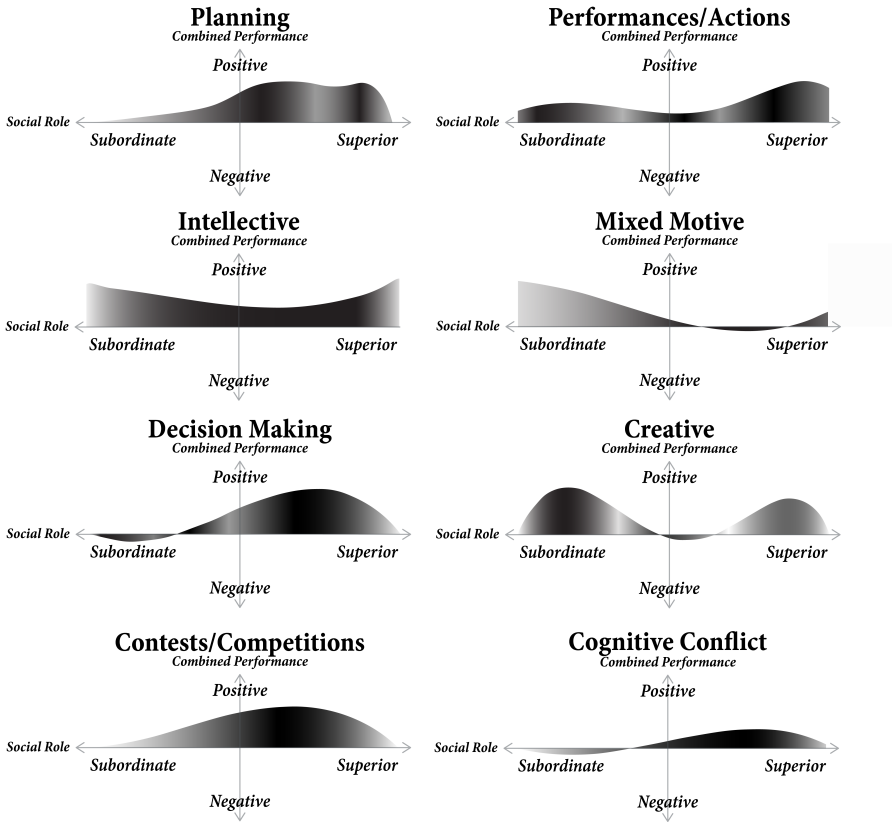 Planning
Combined Performance
Positive
Social Role
Subordinate
Superior
Negative
Performances/Actions
Combined Performance
Positive
Social Role
Subordinate
Superior
Negative
Intellective
Combined Performance
Positive
Social Role
Subordinate
Superior
Negative
Mixed Motive
Combined Performance
Positive
Social Role
Subordinate
Superior
Negative
Decision Making
Combined Performance
Positive
Social Role
Subordinate
Superior
Negative
Creative
Combined Performance
Positive
Social Role
Subordinate
Superior
Negative
Contests/Competitions
Combined Performance
Positive
Social Role
Subordinate
Superior
Negative
Cognitive Conflict
Combined Performance
Positive
Social Role
Subordinate
Superior
Negative